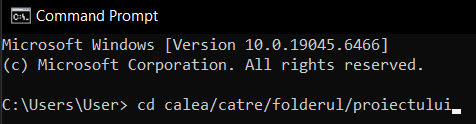 Command Prompt
Microsoft Windows [Version 10.0.19045.6466]
(c) Microsoft Corporation. All rights reserved.
C:\Users\User> cd calea/catre/folderul/proiectului